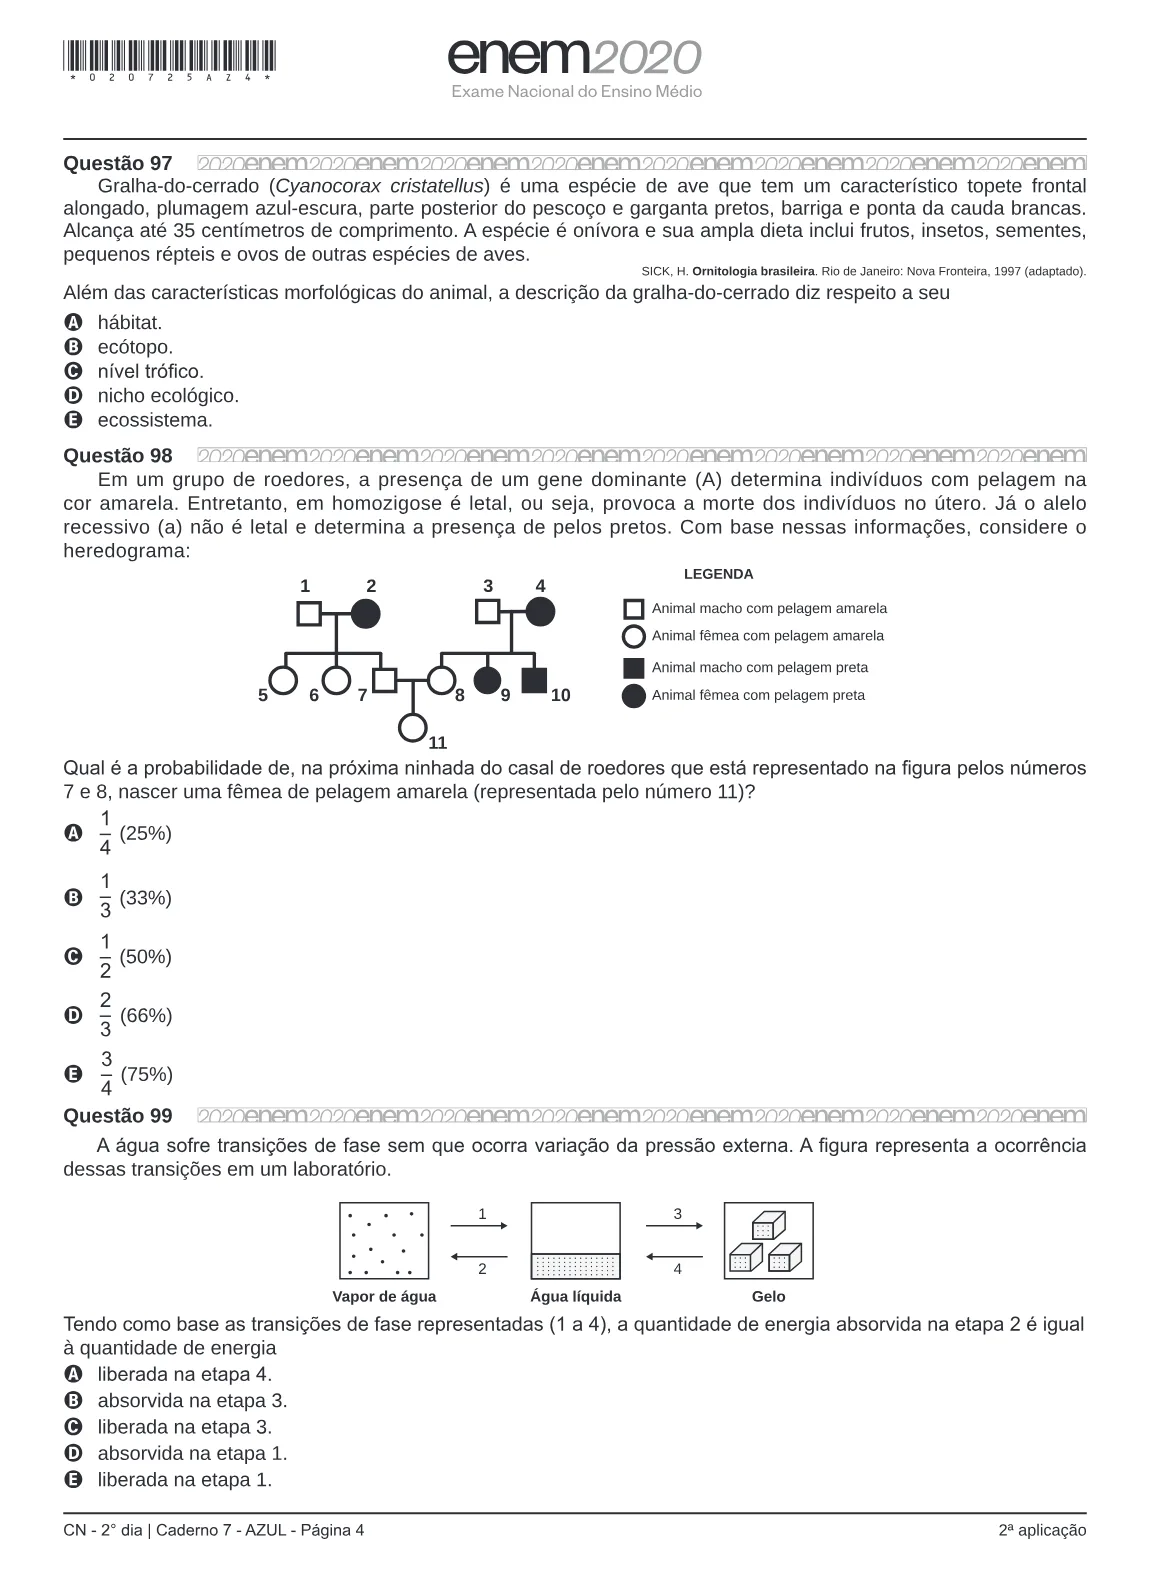 *020725AZ4*
enem2020
Exame Nacional do Ensino Médio
Questão 97 2020enem2020enem2020enem2020enem2020enem2020enem2020enem2020enem
Gralha-do-cerrado (Cyanocorax cristatellus) é uma espécie de ave que tem um característico topete frontal
alongado, plumagem azul-escura, parte posterior do pescoço e garganta pretos, barriga e ponta da cauda brancas.
Alcança até 35 centímetros de comprimento. A espécie é onívora e sua ampla dieta inclui frutos, insetos, sementes,
pequenos répteis e ovos de outras espécies de aves.
SICK, H. Ornitologia brasileira. Rio de Janeiro: Nova Fronteira, 1997 (adaptado).
Além das características morfológicas do animal, a descrição da gralha-do-cerrado diz respeito a seu
A hábitat.
B ecótopo.
C nível trófico.
D nicho ecológico.
E ecossistema.
Questão 98 2020enem2020enem2020enem2020enem2020enem2020enem2020enem2020enem
Em um grupo de roedores, a presença de um gene dominante (A) determina indivíduos com pelagem na
cor amarela. Entretanto, em homozigose é letal, ou seja, provoca a morte dos indivíduos no útero. Já o alelo
recessivo (a) não é letal e determina a presença de pelos pretos. Com base nessas informações, considere o
heredograma:
LEGENDA
1 2 3 4
Animal macho com pelagem amarela
Animal fêmea com pelagem amarela
Animal macho com pelagem preta
5 6 7 8 9 10
Animal fêmea com pelagem preta
11
Qual é a probabilidade de, na próxima ninhada do casal de roedores que está representado na figura pelos números
7 e 8, nascer uma fêmea de pelagem amarela (representada pelo número 11)?
A 1/4 (25%)
B 1/3 (33%)
C 1/2 (50%)
D 2/3 (66%)
E 3/4 (75%)
Questão 99 2020enem2020enem2020enem2020enem2020enem2020enem2020enem2020enem
A água sofre transições de fase sem que ocorra variação da pressão externa. A figura representa a ocorrência
dessas transições em um laboratório.
1 3
2 4
Vapor de água Água líquida Gelo
Tendo como base as transições de fase representadas (1 a 4), a quantidade de energia absorvida na etapa 2 é igual
à quantidade de energia
A liberada na etapa 4.
B absorvida na etapa 3.
C liberada na etapa 3.
D absorvida na etapa 1.
E liberada na etapa 1.
CN - 2° dia | Caderno 7 - AZUL - Página 4 2ª aplicação